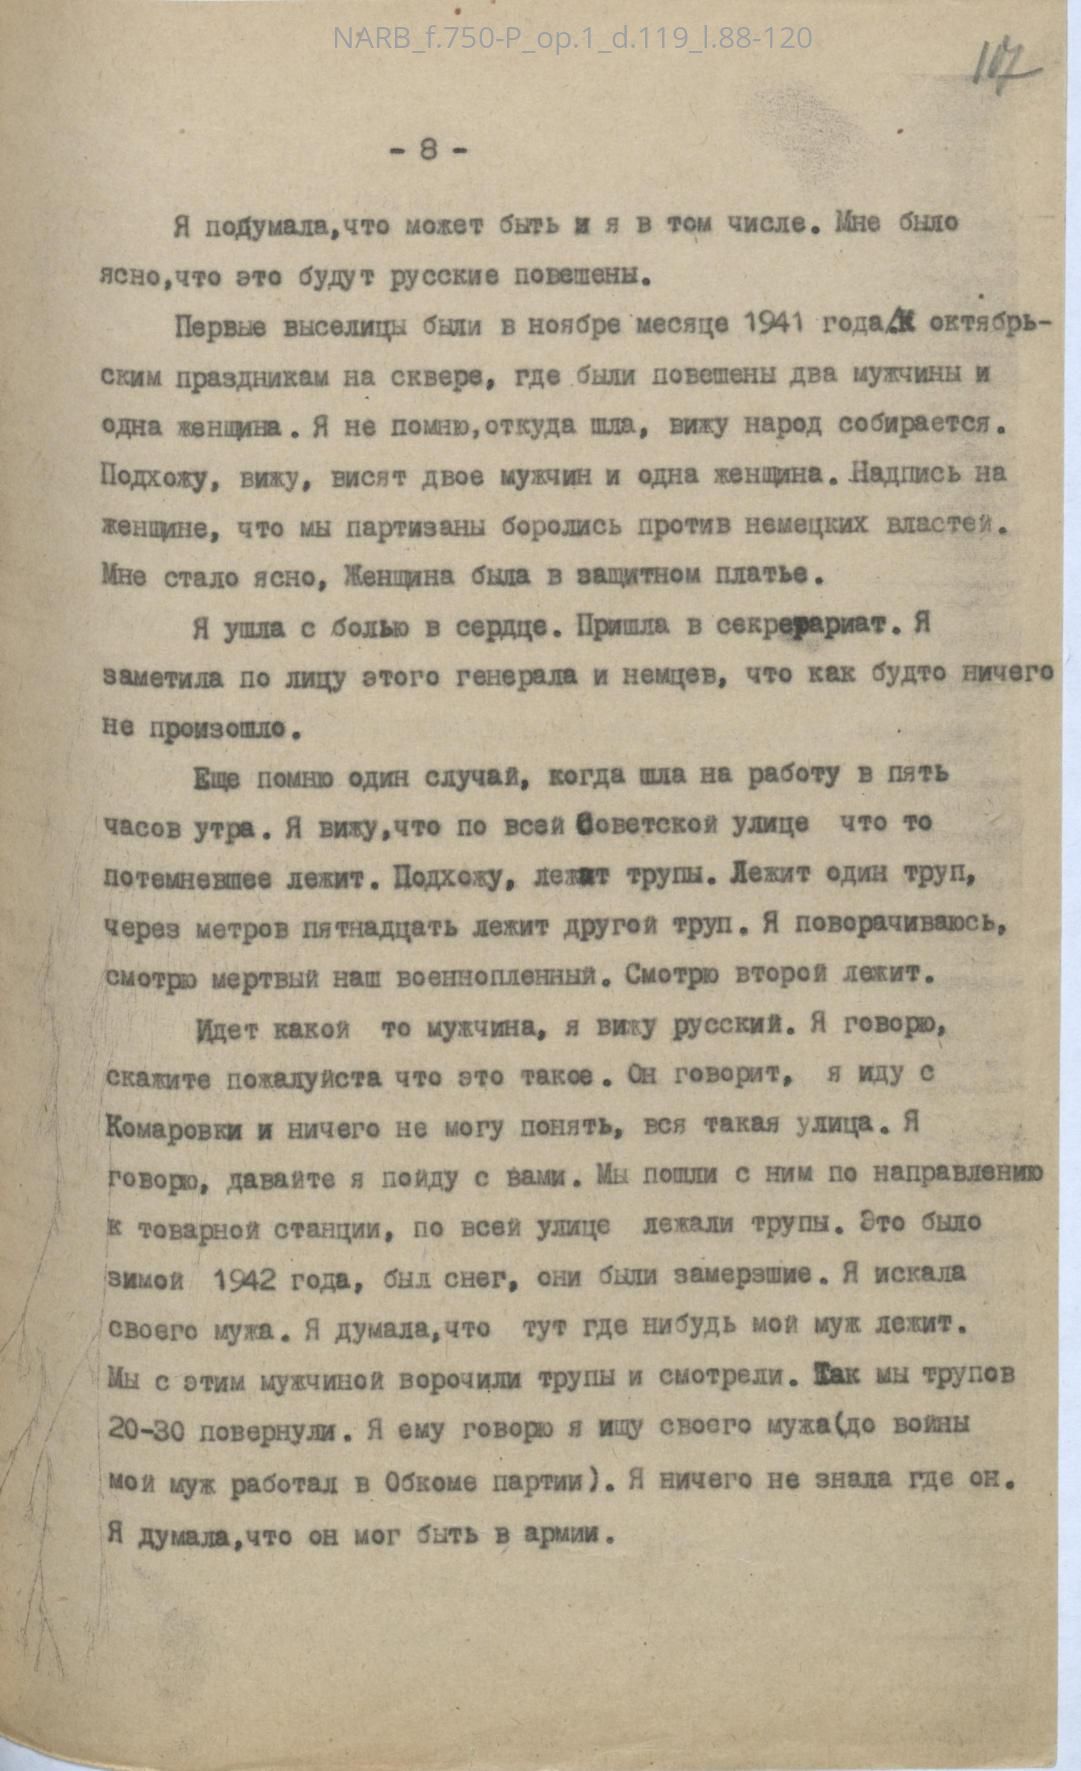 NARB_f.750-P_op.1_d.119_l.88-120
107
- 8 -
Я подумала,что может быть и я в том числе. Мне было
ясно,что это будут русские повешены.
Первые выселицы были в ноябре месяце 1941 года/.К октябрь-
ским праздникам на сквере, где были повешены два мужчины и
одна женщина. Я не помню,откуда шла, вижу народ собирается.
Подхожу, вижу, висят двое мужчин и одна женщина. Надпись на
женщине, что мы партизаны боролись против немецких властей.
Мне стало ясно, Женщина была в защитном платье.
Я ушла с болью в сердце. Пришла в секретариат. Я
заметила по лицу этого генерала и немцев, что как будто ничего
не произошло.
Еще помню один случай, когда шла на работу в пять
часов утра. Я вижу,что по всей Советской улице что то
потемневшее лежит. Подхожу, лежат трупы. Лежит один труп,
через метров пятнадцать лежит другой труп. Я поворачиваюсь,
смотрю мертвый наш военнопленный. Смотрю второй лежит.
Идет какой то мужчина, я вижу русский. Я говорю,
скажите пожалуйста что это такое. Он говорит, я иду с
Комаровки и ничего не могу понять, вся такая улица. Я
говорю, давайте я пойду с вами. Мы пошли с ним по направлению
к товарной станции, по всей улице лежали трупы. Это было
зимой 1942 года, был снег, они были замерзшие. Я искала
своего мужа. Я думала,что тут где нибудь мой муж лежит.
Мы с этим мужчиной ворочили трупы и смотрели. Так мы трупов
20-30 повернули. Я ему говорю я ищу своего мужа(до войны
мой муж работал в Обкоме партии). Я ничего не знала где он.
Я думала,что он мог быть в армии.